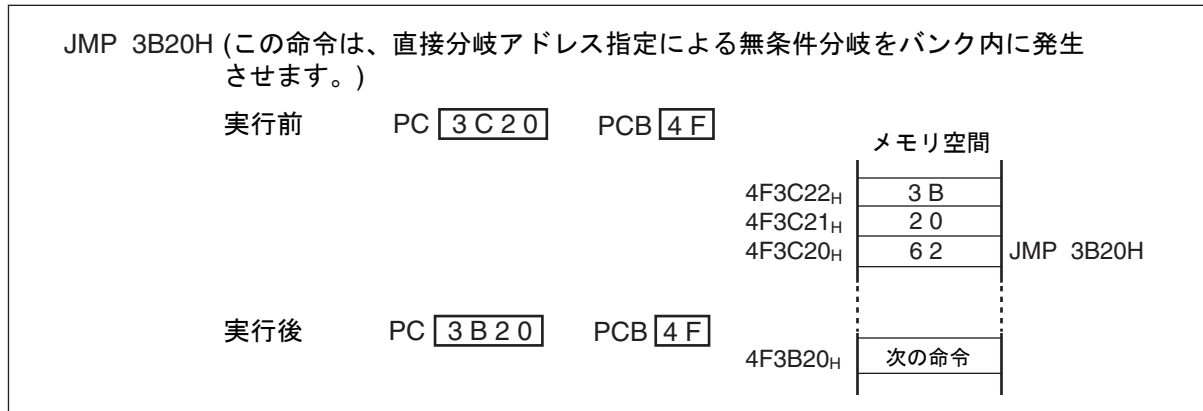 JMP 3B20H (この命令は、直接分岐アドレス指定による無条件分岐をバンク内に発生
させます。)
実行前 PC 3C20 PCB 4F
メモリ空間
4F3C22H 3B
4F3C21H 20
4F3C20H 62 JMP 3B20H
実行後 PC 3B20 PCB 4F
4F3B20H 次の命令